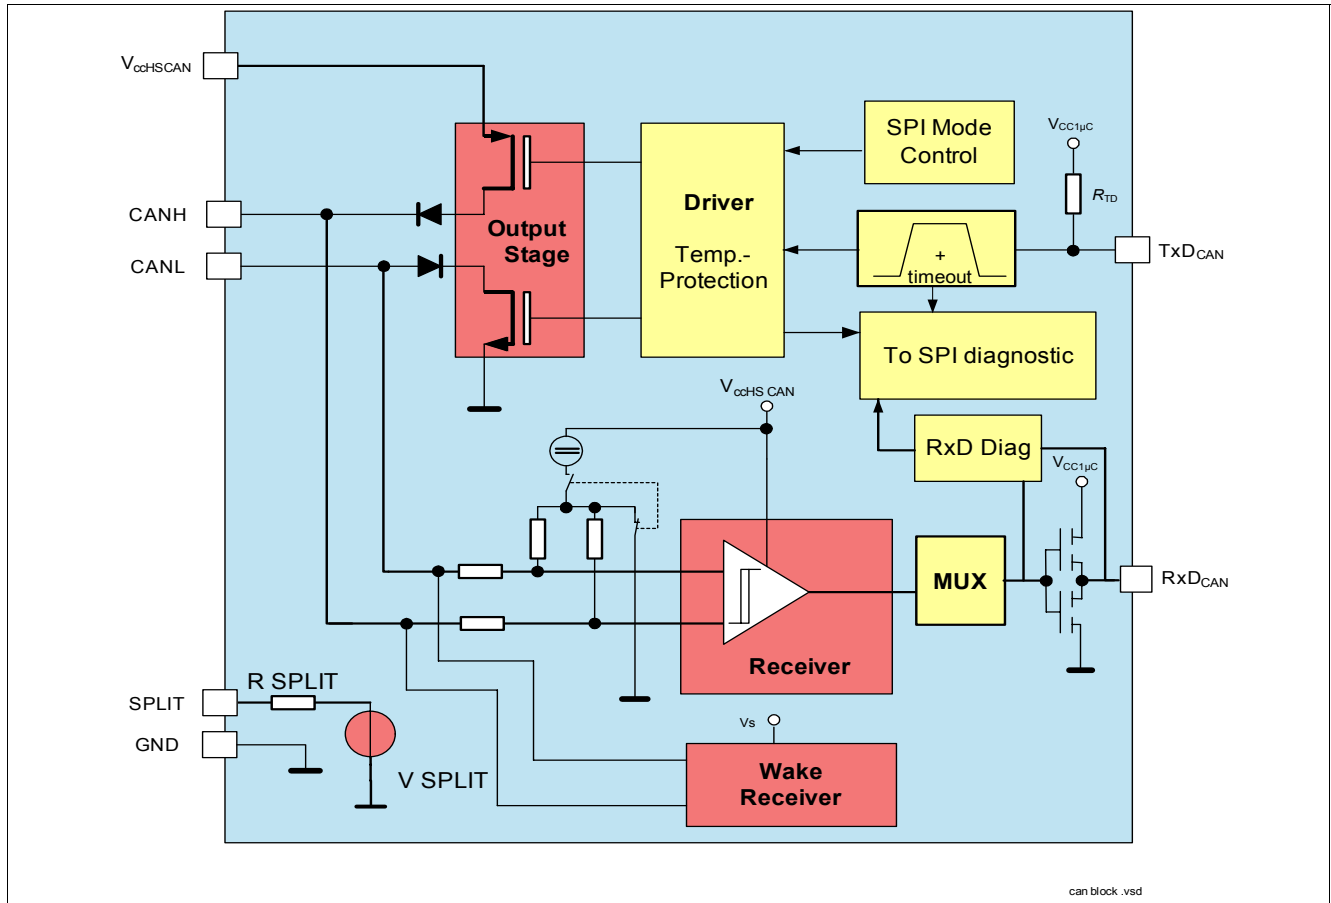 VccHSCAN
SPI Mode
Control
VCC1µC
RTD
CANH
Output
Stage
Driver
Temp.-
Protection
CANL
+
timeout
TxDCAN
To SPI diagnostic
VccHS CAN
RxD Diag
VCC1µC
MUX
RxDCAN
Receiver
R SPLIT
SPLIT
GND
V SPLIT
Vs
Wake
Receiver
can block .vsd